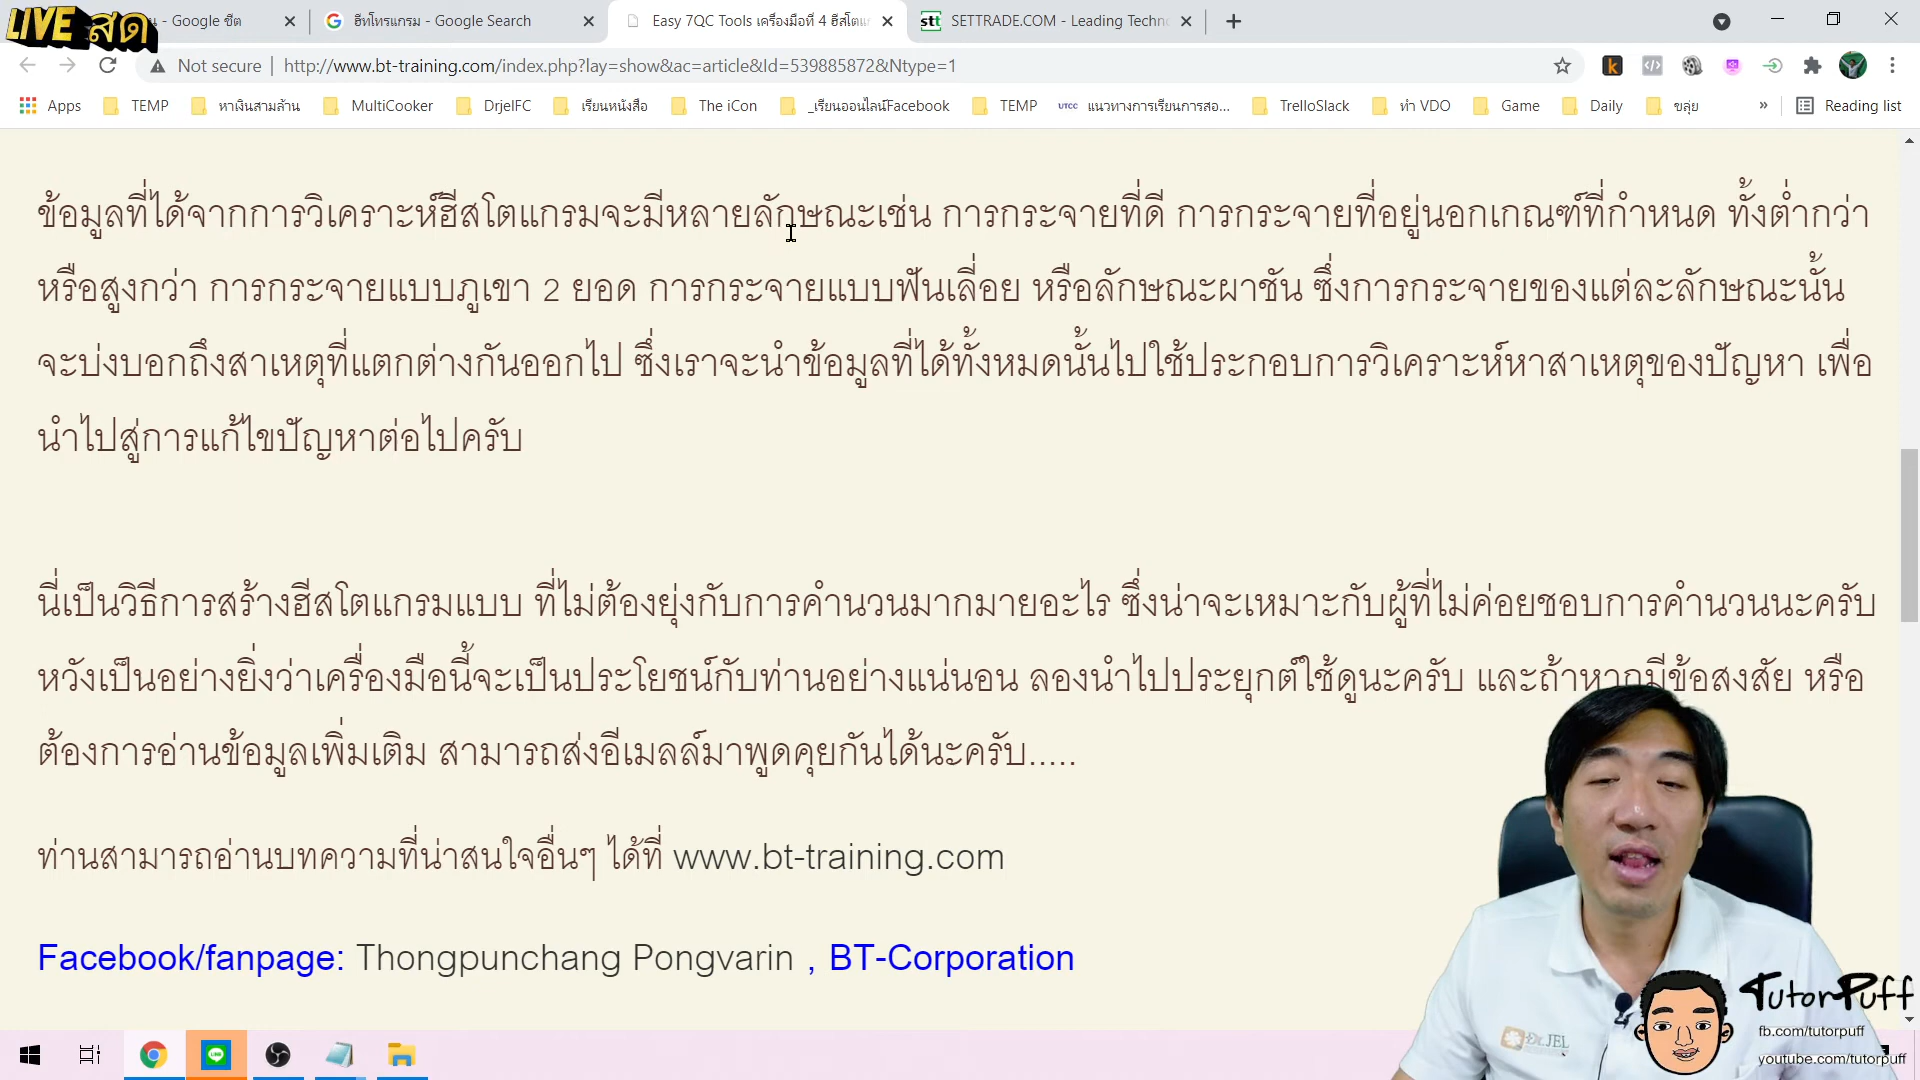 LIVE สด
- Google ชีต
ฮีทโทรแกรม - Google Search
Easy 7QC Tools เครื่องมือที่ 4 ฮีสโตแก
stt SETTRADE.COM - Leading Techn
Not secure | http://www.bt-training.com/index.php?lay=show&ac=article&Id=539885872&Ntype=1
Apps TEMP หาเงินสามล้าน MultiCooker DrjelFC เรียนหนังสือ The iCon _เรียนออนไลน์Facebook TEMP UTCC แนวทางการเรียนการสอ... TrelloSlack ทำ VDO Game Daily ขลุ่ย » Reading list
ข้อมูลที่ได้จากการวิเคราะห์ฮีสโตแกรมจะมีหลายลักษณะเช่น การกระจายที่ดี การกระจายที่อยู่นอกเกณฑ์ที่กำหนด ทั้งต่ำกว่า
หรือสูงกว่า การกระจายแบบภูเขา 2 ยอด การกระจายแบบฟันเลื่อย หรือลักษณะผาชัน ซึ่งการกระจายของแต่ละลักษณะนั้น
จะบ่งบอกถึงสาเหตุที่แตกต่างกันออกไป ซึ่งเราจะนำข้อมูลที่ได้ทั้งหมดนั้นไปใช้ประกอบการวิเคราะห์หาสาเหตุของปัญหา เพื่อ
นำไปสู่การแก้ไขปัญหาต่อไปครับ
นี่เป็นวิธีการสร้างฮีสโตแกรมแบบ ที่ไม่ต้องยุ่งกับการคำนวนมากมายอะไร ซึ่งน่าจะเหมาะกับผู้ที่ไม่ค่อยชอบการคำนวนนะครับ
หวังเป็นอย่างยิ่งว่าเครื่องมือนี้จะเป็นประโยชน์กับท่านอย่างแน่นอน ลองนำไปประยุกต์ใช้ดูนะครับ และถ้าหากมีข้อสงสัย หรือ
ต้องการอ่านข้อมูลเพิ่มเติม สามารถส่งอีเมลล์มาพูดคุยกันได้นะครับ.....
ท่านสามารถอ่านบทความที่น่าสนใจอื่นๆ ได้ที่ www.bt-training.com
Facebook/fanpage: Thongpunchang Pongvarin , BT-Corporation
Dr.JEL
TutorPuff
fb.com/tutorpuff
youtube.com/tutorpuff